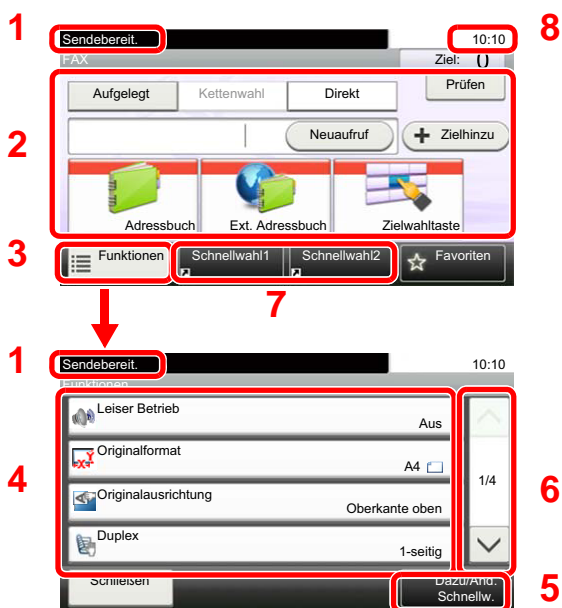 1
Sendebereit.
10:10
8
FAX
Ziel: 0
Aufgelegt
Kettenwahl
Direkt
Prüfen
2
Neuaufruf
+ Zielhinzu
Adressbuch
Ext. Adressbuch
Zielwahltaste
3
Funktionen
Schnellwahl1
Schnellwahl2
Favoriten
7
1
Sendebereit.
10:10
Funktionen
Leiser Betrieb
Aus
Originalformat
A4
4
1/4
6
Originalausrichtung
Oberkante oben
Duplex
1-seitig
Schließen
Dazu/Änd.
Schnellw.
5